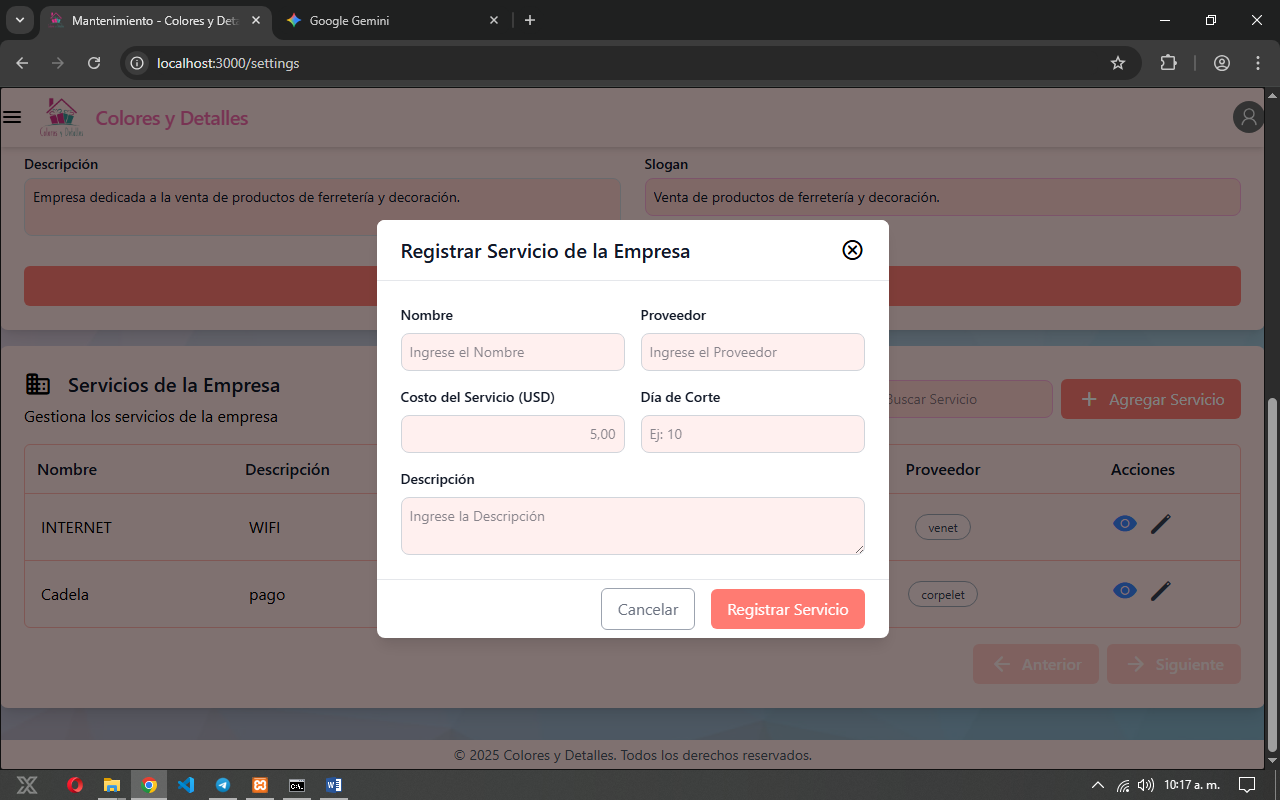 Mantenimiento - Colores y Deta
Google Gemini
localhost:3000/settings
Colores y Detalles
Colores y Detalles
Descripción
Slogan
Empresa dedicada a la venta de productos de ferretería y decoración.
Venta de productos de ferretería y decoración.
Registrar Servicio de la Empresa
Nombre
Proveedor
Ingrese el Nombre
Ingrese el Proveedor
Costo del Servicio (USD)
Día de Corte
5,00
Ej: 10
Descripción
Ingrese la Descripción
Cancelar
Registrar Servicio
Servicios de la Empresa
Gestiona los servicios de la empresa
Buscar Servicio
Agregar Servicio
Nombre
Descripción
Proveedor
Acciones
INTERNET
WIFI
venet
Cadela
pago
corpelet
Anterior
Siguiente
© 2025 Colores y Detalles. Todos los derechos reservados.
10:17 a. m.